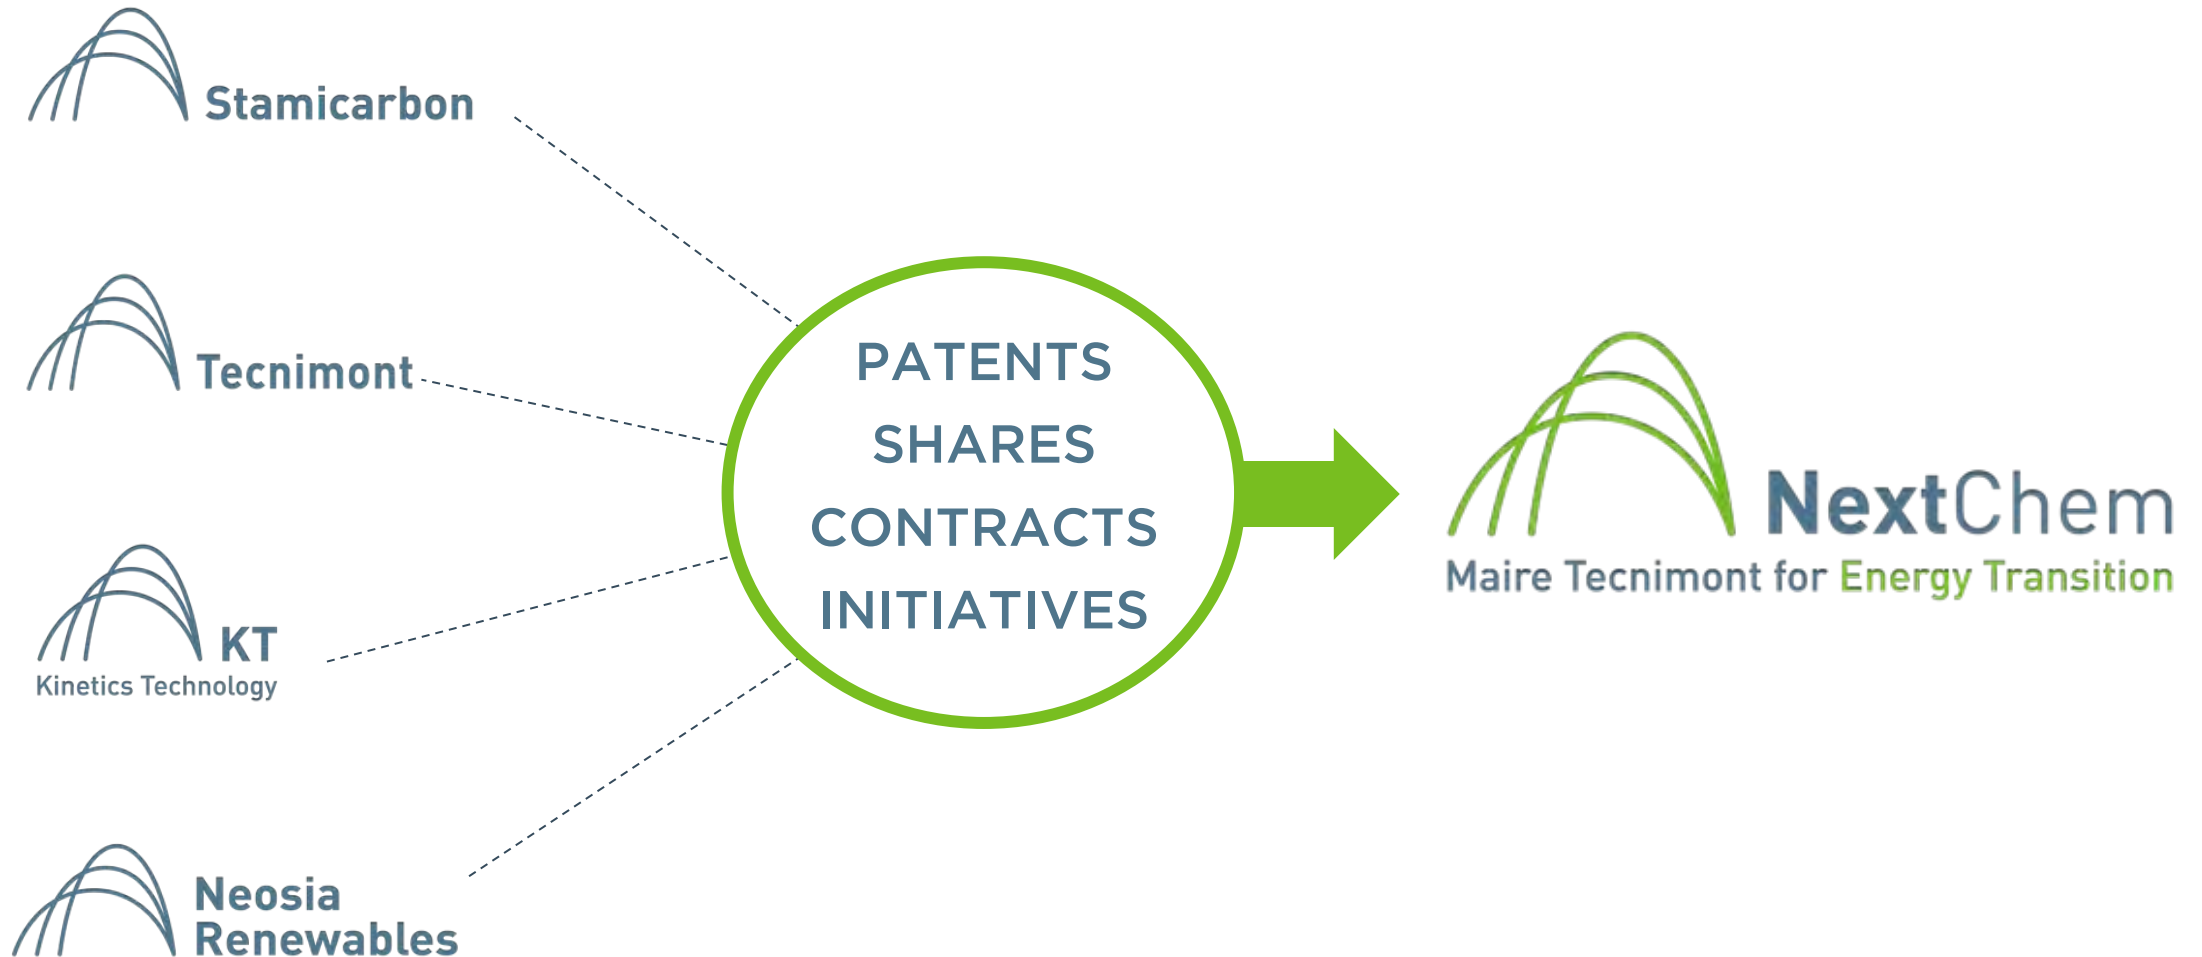 Stamicarbon
Tecnimont
KT
Kinetics Technology
Neosia
Renewables
PATENTS
SHARES
CONTRACTS
INITIATIVES
NextChem
Maire Tecnimont for Energy Transition